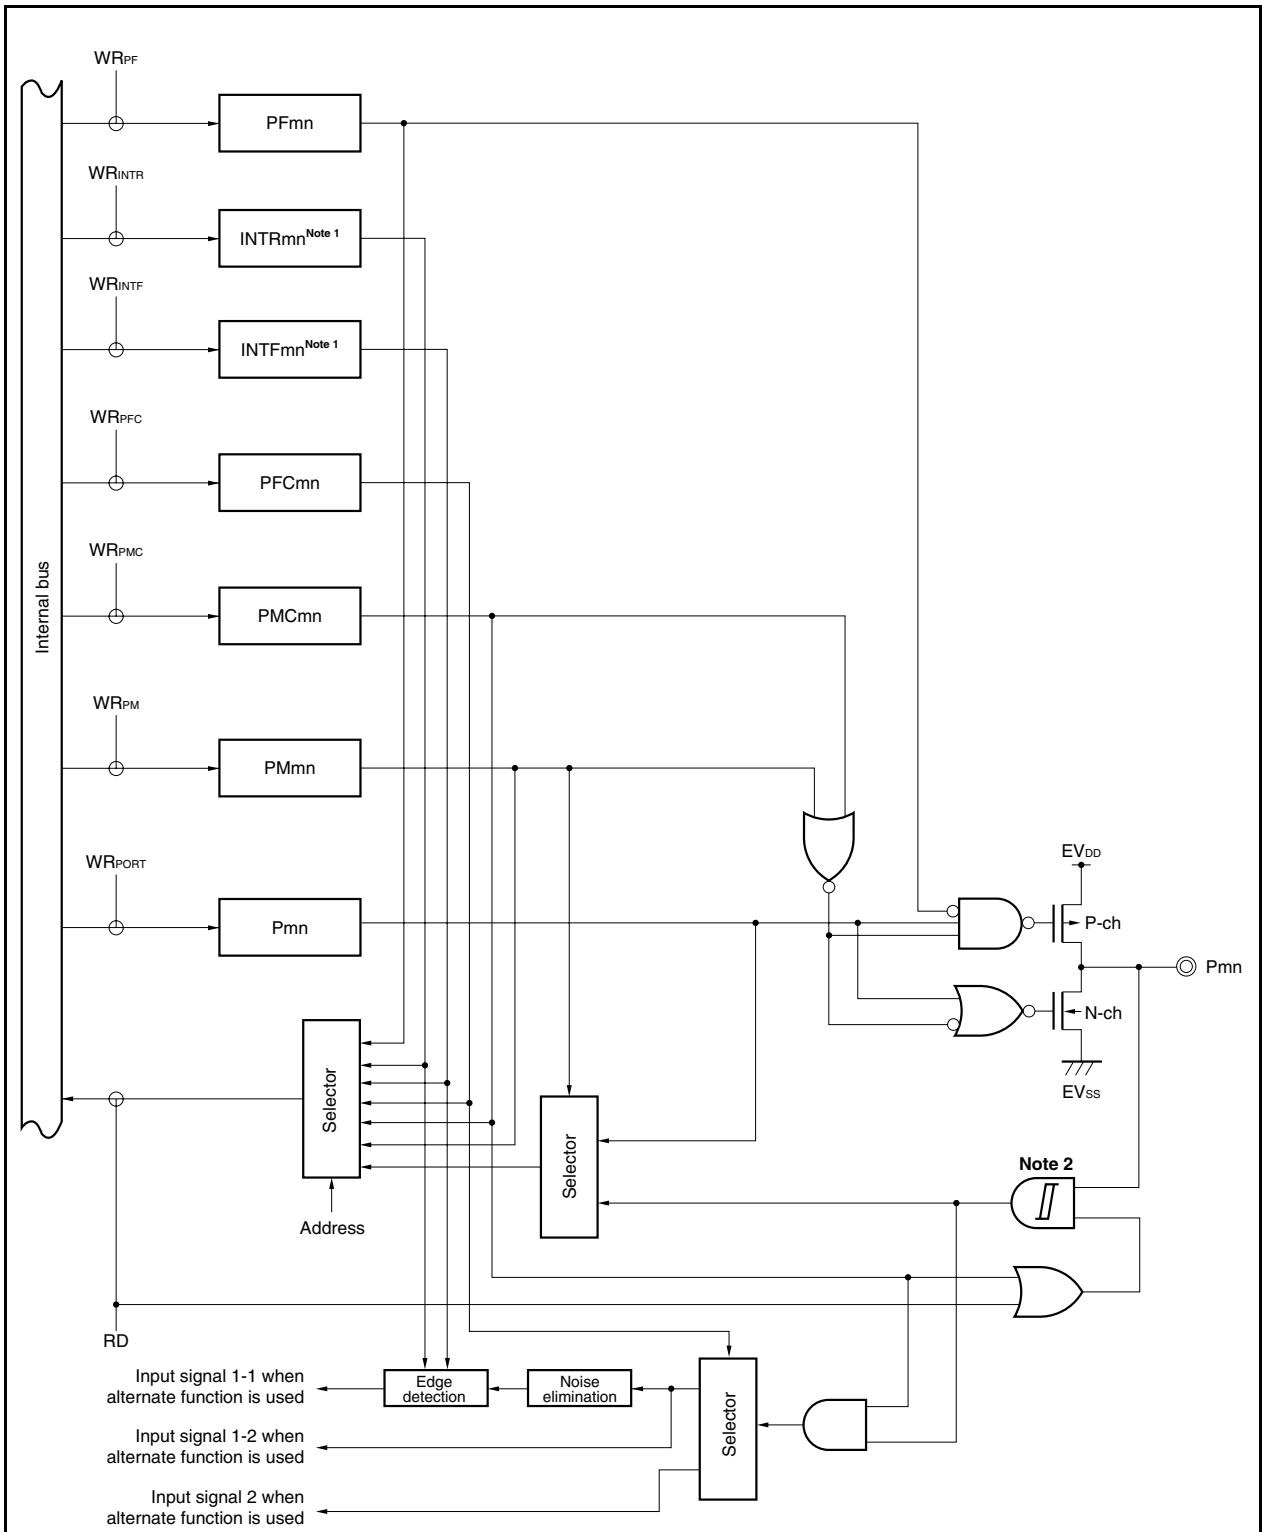 WRPF
PFmn
WRINTR
INTRmnNote 1
WRINTF
INTFmnNote 1
WRPFC
PFCmn
WRPMC
PMCmn
Internal bus
WRPM
PMmn
WRPORT
Pmn
EVDD
P-ch
Pmn
N-ch
EVSS
Selector
Selector
Address
Note 2
RD
Input signal 1-1 when
alternate function is used
Edge
detection
Noise
elimination
Selector
Input signal 1-2 when
alternate function is used
Input signal 2 when
alternate function is used